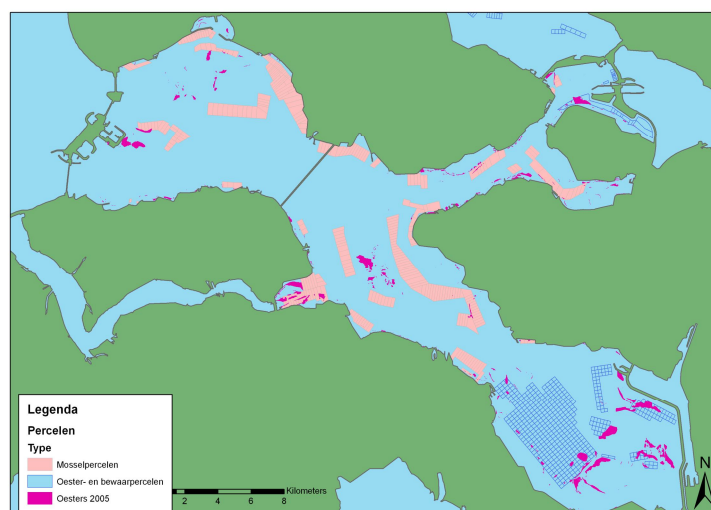 Legenda
Percelen
Type
Mosselpercelen
Oester- en bewaarpercelen
Oesters 2005
2 4 6 8 Kilometers
N